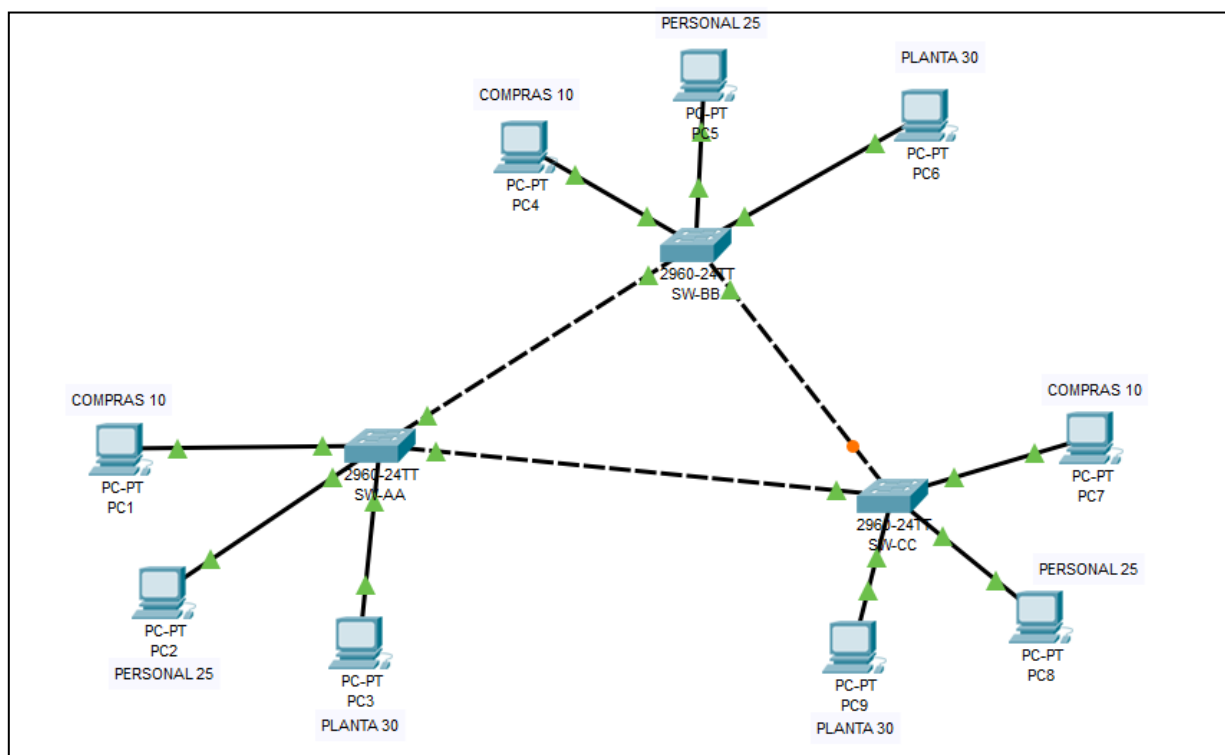 PERSONAL 25
PC-PT
PC5
PLANTA 30
PC-PT
PC6
COMPRAS 10
PC-PT
PC4
2960-24TT
SW-BB
COMPRAS 10
PC-PT
PC1
2960-24TT
SW-AA
PC-PT
PC2
PERSONAL 25
PC-PT
PC3
PLANTA 30
COMPRAS 10
PC-PT
PC7
2960-24TT
SW-CC
PERSONAL 25
PC-PT
PC8
PC-PT
PC9
PLANTA 30